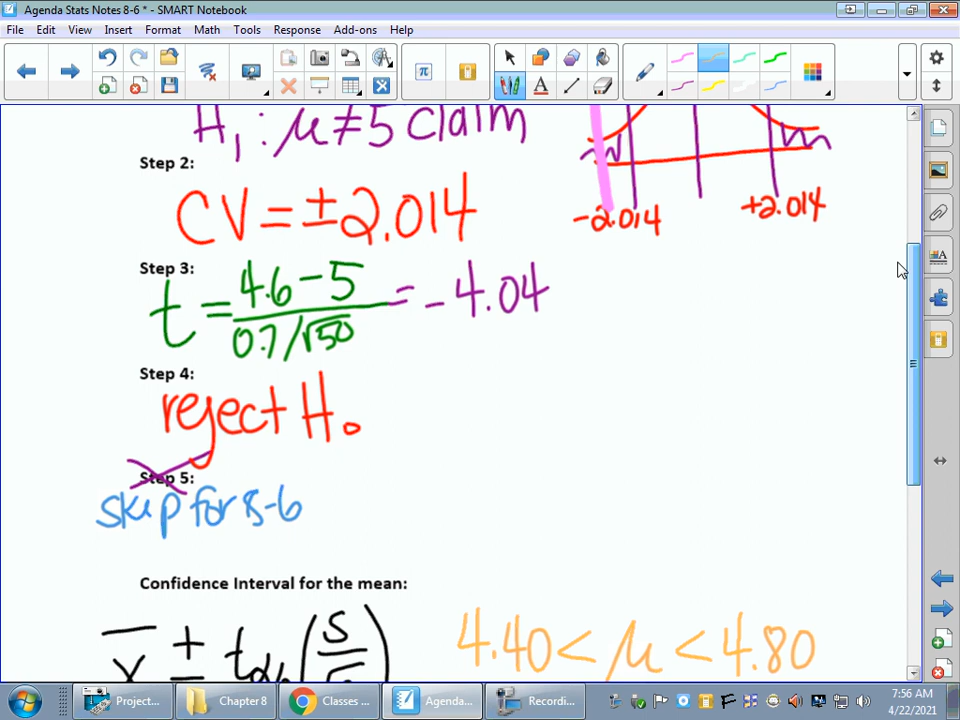 Agenda Stats Notes 8-6 * - SMART Notebook
File Edit View Insert Format Math Tools Response Add-ons Help
H₁ : μ ≠ 5 claim
Step 2:
CV = ±2.014
-2.014 +2.014
Step 3:
t = 4.6 - 5 / 0.7/√50 = -4.04
Step 4:
reject H₀
Step 5:
skip for 8-6
Confidence Interval for the mean:
4.40 < μ < 4.80
X ± tα (s
Project... Chapter 8 Classes ... Agenda... Recordi...
7:56 AM
4/22/2021